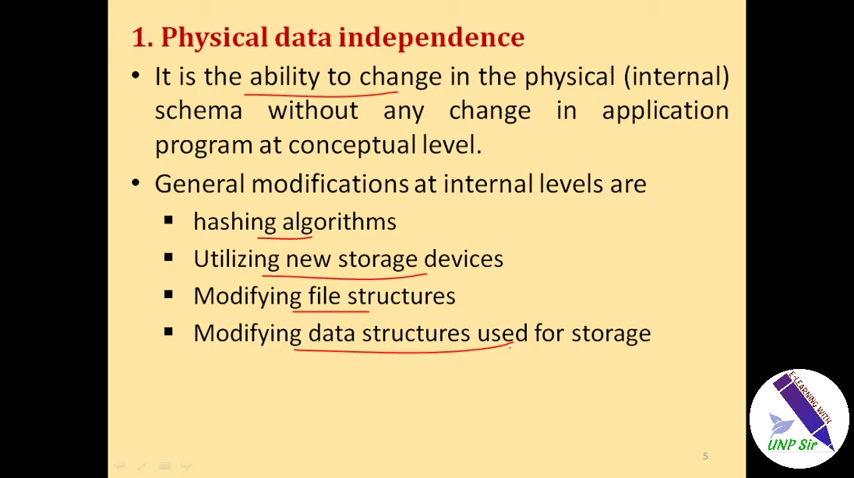 1. Physical data independence
• It is the ability to change in the physical (internal)
schema without any change in application
program at conceptual level.
• General modifications at internal levels are
▪ hashing algorithms
▪ Utilizing new storage devices
▪ Modifying file structures
▪ Modifying data structures used for storage
E-LEARNING WITH
UNP Sir
5